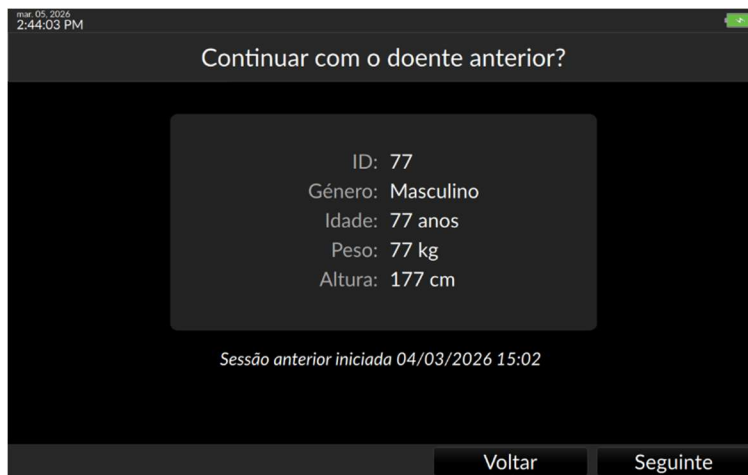 mar. 05, 2026
2:44:03 PM
Continuar com o doente anterior?
ID: 77
Género: Masculino
Idade: 77 anos
Peso: 77 kg
Altura: 177 cm
Sessão anterior iniciada 04/03/2026 15:02
Voltar
Seguinte